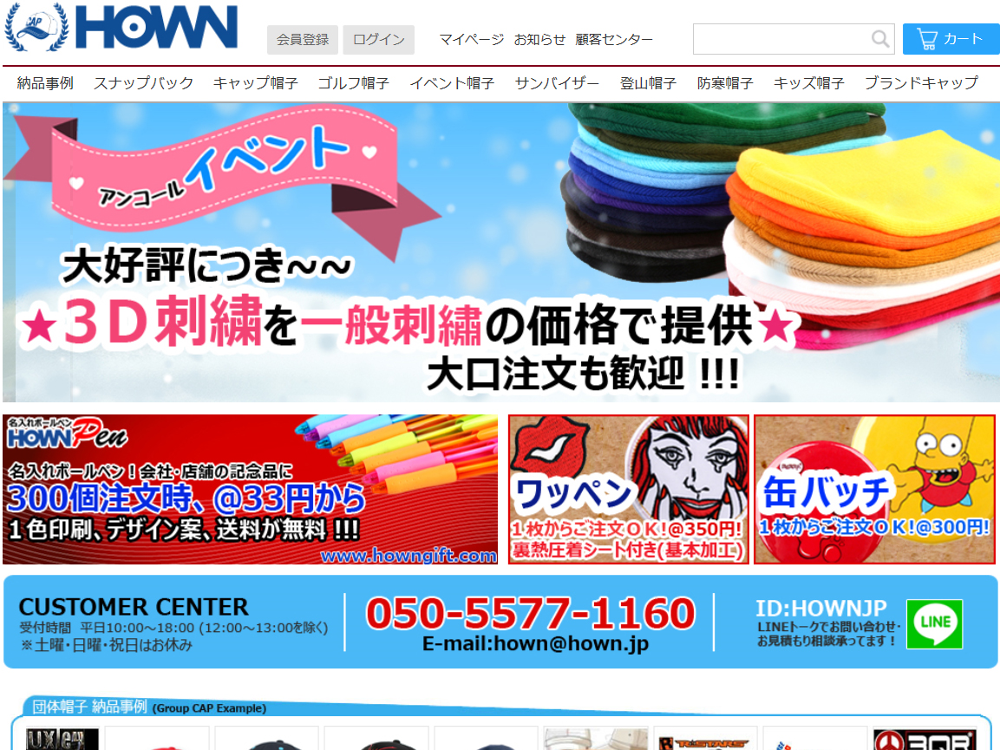 CAP
HOWN
会員登録 ログイン マイページ お知らせ 顧客センター カート
納品事例 スナップバック キャップ帽子 ゴルフ帽子 イベント帽子 サンバイザー 登山帽子 防寒帽子 キッズ帽子 ブランドキャップ
アンコールイベント
大好評につき~~
★3D刺繍を一般刺繍の価格で提供★
大口注文も歓迎 !!!
名入れボールペン
HOWN Pen
名入れボールペン！会社・店舗の記念品に
300個注文時、@33円から
1色印刷、デザイン案、送料が無料 !!!
www.howngift.com
ワッペン
1枚からご注文OK!@350円!
裏熱圧着シート付き(基本加工)
缶バッチ
1枚からご注文OK!@300円!
CUSTOMER CENTER
受付時間 平日10:00～18:00 (12:00～13:00を除く)
※土曜・日曜・祝日はお休み
050-5577-1160
E-mail:hown@hown.jp
ID:HOWNJP
LINEトークでお問い合わせ・
お見積もり相談承ってます！
LINE
団体帽子 納品事例 (Group CAP Example)